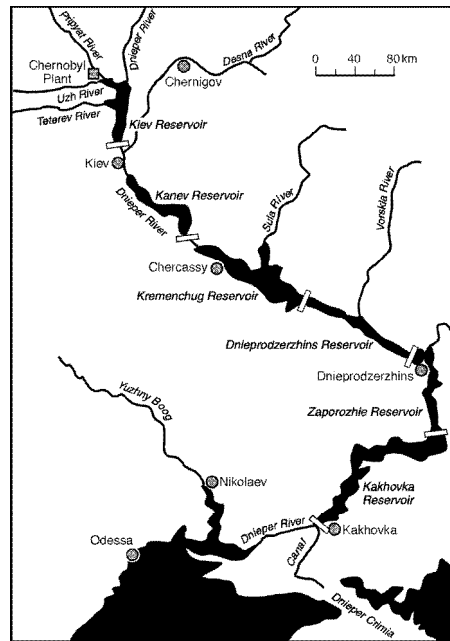 Pripyat River
Dnieper River
Desna River
0 40 80 km
Chernobyl
Plant
Chernigov
Uzh River
Teterev River
Kiev Reservoir
Kiev
Kanev Reservoir
Dnieper River
Sula River
Vorskla River
Chercassy
Kremenchug Reservoir
Dnieprodzerzhins Reservoir
Dnieprodzerzhins
Zaporozhie Reservoir
Yuzhny Boog
Kakhovka
Reservoir
Nikolaev
Dnieper River
Kakhovka
Odessa
Canal
Dnieper Crimia